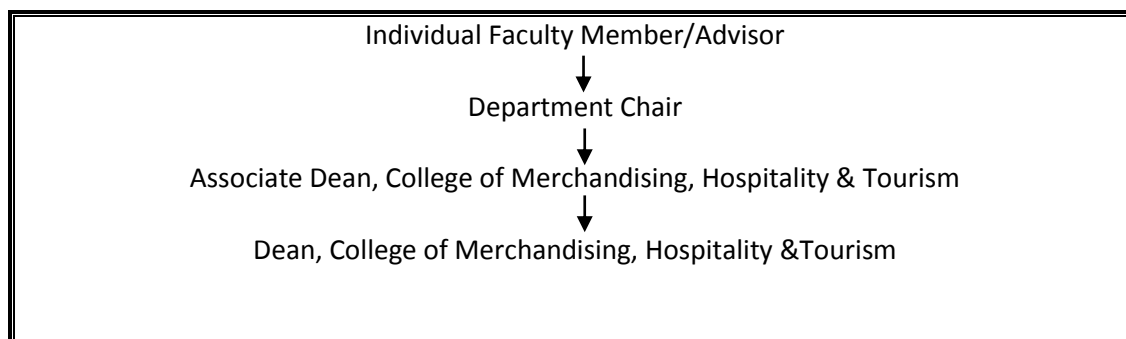 Individual Faculty Member/Advisor
Department Chair
Associate Dean, College of Merchandising, Hospitality & Tourism
Dean, College of Merchandising, Hospitality &Tourism